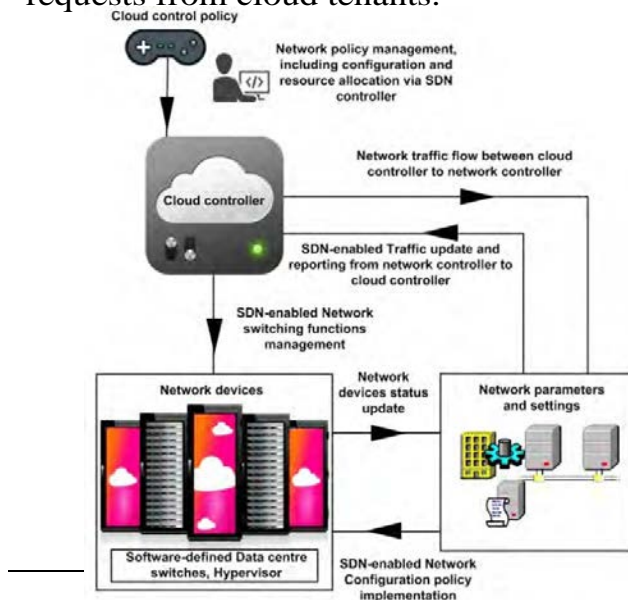 requests from cloud tenants.
Cloud control policy
Network policy management,
including configuration and
resource allocation via SDN
controller
</>
Network traffic flow between cloud
controller to network controller
Cloud controller
SDN-enabled Traffic update and
reporting from network controller to
cloud controller
SDN-enabled Network
switching functions
management
Network devices
Network
devices status
update
Network parameters
and settings
Software-defined Data centre
switches, Hypervisor
SDN-enabled Network
Configuration policy
implementation